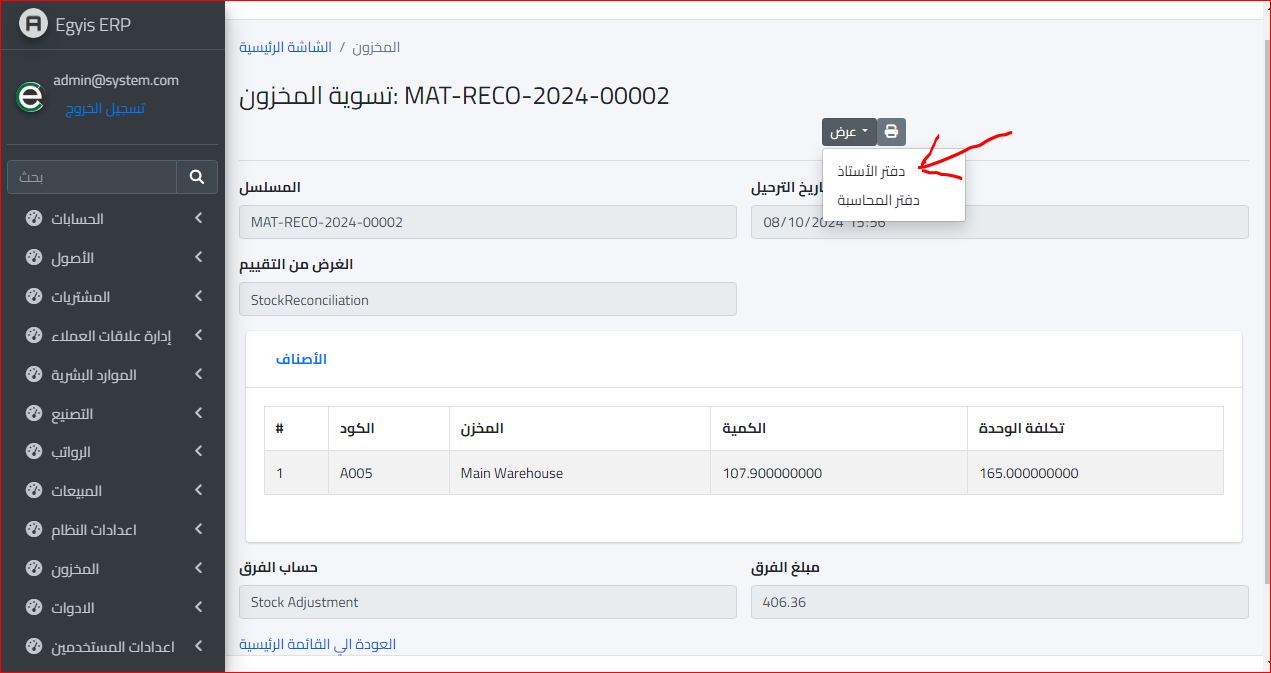 Egyis ERP
admin@system.com
تسجيل الخروج
بحث
الحسابات
الأصول
المشتريات
إدارة علاقات العملاء
الموارد البشرية
التصنيع
الرواتب
المبيعات
اعدادات النظام
المخزون
الادوات
اعدادات المستخدمين
الشاشة الرئيسية / المخزون
تسوية المخزون: MAT-RECO-2024-00002
عرض
دفتر الأستاذ
دفتر المحاسبة
المسلسل
MAT-RECO-2024-00002
الترحيل
08/10/2024 15:56
الغرض من التقييم
StockReconciliation
الأصناف
# الكود المخزن الكمية تكلفة الوحدة
1 A005 Main Warehouse 107.900000000 165.000000000
حساب الفرق
Stock Adjustment
مبلغ الفرق
406.36
العودة الي القائمة الرئيسية